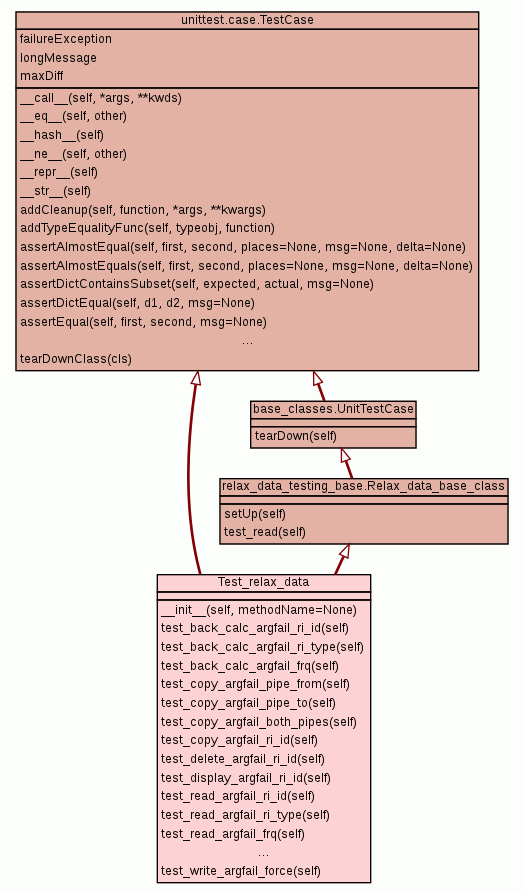 unittest.case.TestCase
failureException
longMessage
maxDiff
__call__(self, *args, **kwds)
__eq__(self, other)
__hash__(self)
__ne__(self, other)
__repr__(self)
__str__(self)
addCleanup(self, function, *args, **kwargs)
addTypeEqualityFunc(self, typeobj, function)
assertAlmostEqual(self, first, second, places=None, msg=None, delta=None)
assertAlmostEquals(self, first, second, places=None, msg=None, delta=None)
assertDictContainsSubset(self, expected, actual, msg=None)
assertDictEqual(self, d1, d2, msg=None)
assertEqual(self, first, second, msg=None)
...
tearDownClass(cls)
base_classes.UnitTestCase
tearDown(self)
relax_data_testing_base.Relax_data_base_class
setUp(self)
test_read(self)
Test_relax_data
__init__(self, methodName=None)
test_back_calc_argfail_ri_id(self)
test_back_calc_argfail_ri_type(self)
test_back_calc_argfail_frq(self)
test_copy_argfail_pipe_from(self)
test_copy_argfail_pipe_to(self)
test_copy_argfail_both_pipes(self)
test_copy_argfail_ri_id(self)
test_delete_argfail_ri_id(self)
test_display_argfail_ri_id(self)
test_read_argfail_ri_id(self)
test_read_argfail_ri_type(self)
test_read_argfail_frq(self)
...
test_write_argfail_force(self)